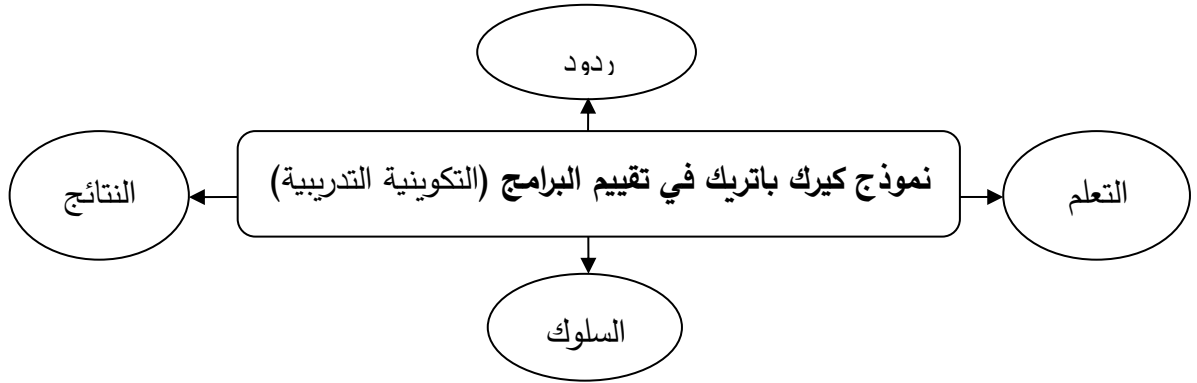 ردود
نموذج كيرك باتريك في تقييم البرامج (التكوينية التدريبية)
التعلم
النتائج
السلوك